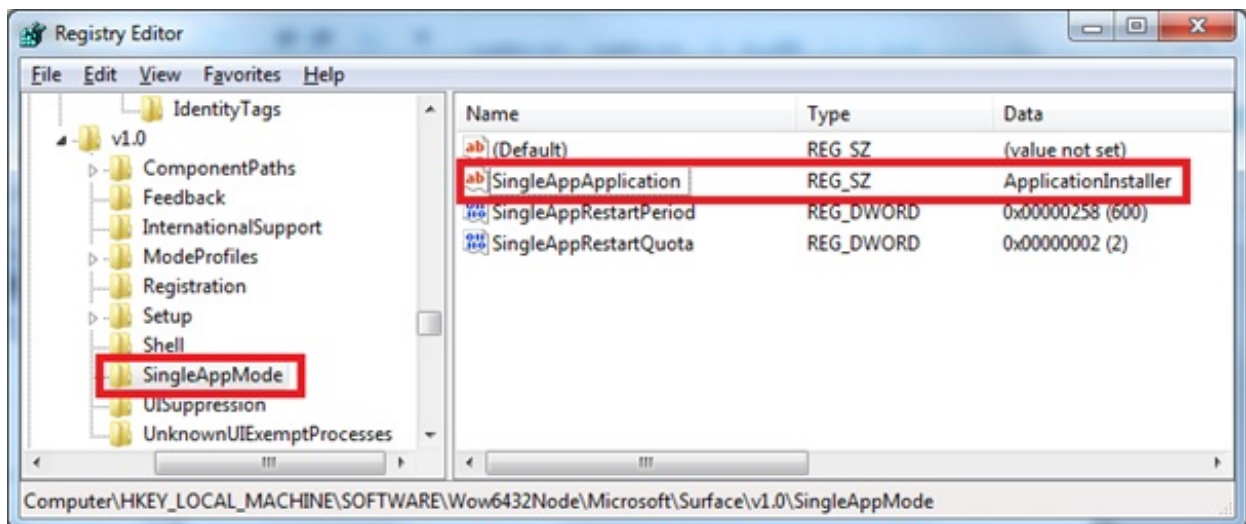 Registry Editor
File Edit View Favorites Help
IdentityTags
v1.0
ComponentPaths
Feedback
InternationalSupport
ModeProfiles
Registration
Setup
Shell
SingleAppMode
UISuppression
UnknownUIExemptProcesses
Name Type Data
(Default) REG_SZ (value not set)
SingleAppApplication REG_SZ ApplicationInstaller
SingleAppRestartPeriod REG_DWORD 0x00000258 (600)
SingleAppRestartQuota REG_DWORD 0x00000002 (2)
Computer\HKEY_LOCAL_MACHINE\SOFTWARE\Wow6432Node\Microsoft\Surface\v1.0\SingleAppMode